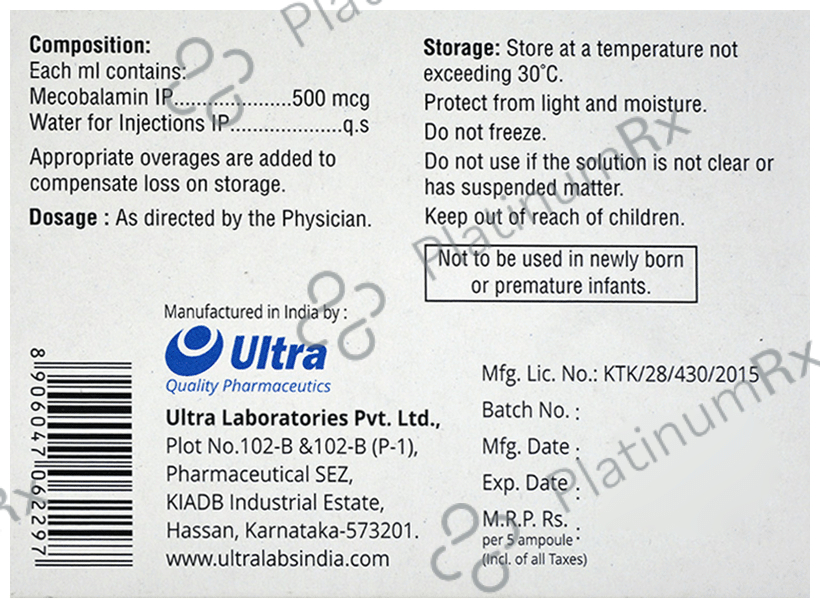 Composition:
Each ml contains:
Mecobalamin IP.....................500 mcg
Water for Injections IP....................q.s
Appropriate overages are added to
compensate loss on storage.
Dosage : As directed by the Physician.
Storage: Store at a temperature not
exceeding 30˚C.
Protect from light and moisture.
Do not freeze.
Do not use if the solution is not clear or
has suspended matter.
Keep out of reach of children.
Not to be used in newly born
or premature infants.
Manufactured in India by :
Ultra
Quality Pharmaceutics
Ultra Laboratories Pvt. Ltd.,
Plot No.102-B &102-B (P-1),
Pharmaceutical SEZ,
KIADB Industrial Estate,
Hassan, Karnataka-573201.
www.ultralabsindia.com
8 906047 062297
Mfg. Lic. No.: KTK/28/430/2015
Batch No. :
Mfg. Date :
Exp. Date :
M.R.P. Rs. :
per 5 ampoule :
(Incl. of all Taxes)
PlatinumRx
PlatinumRx
PlatinumRx
Rx